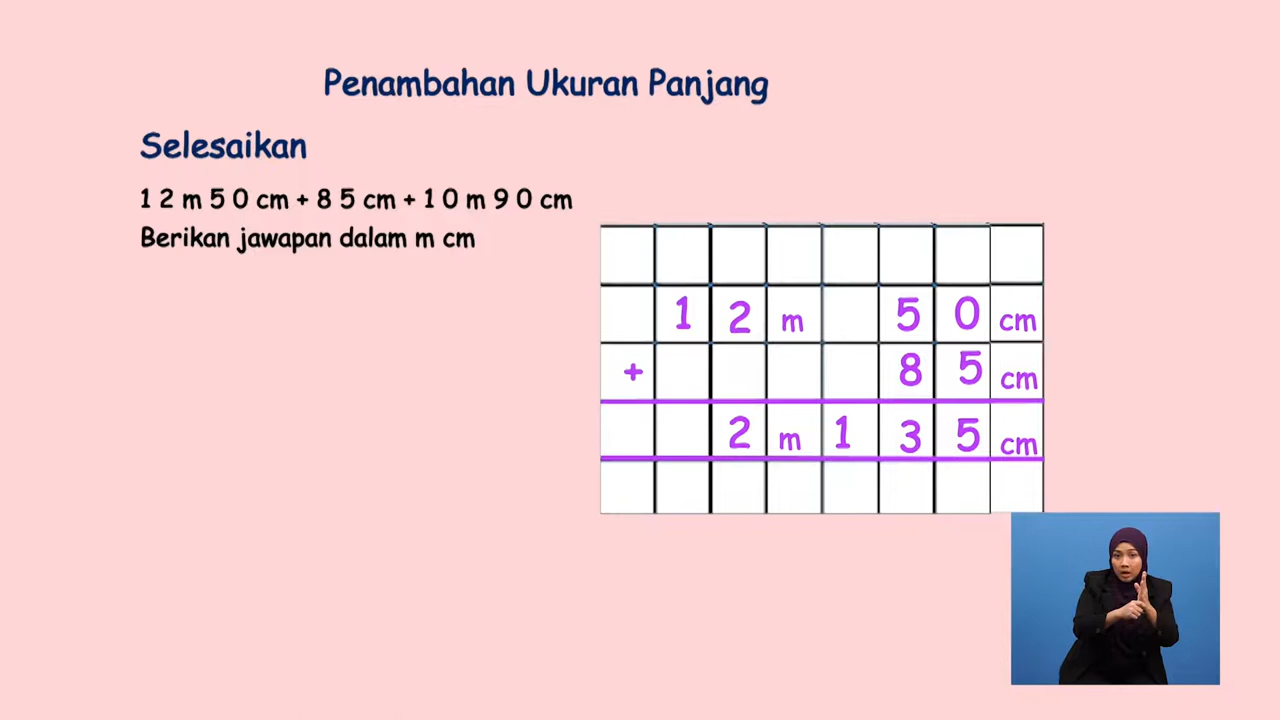 Penambahan Ukuran Panjang
Selesaikan
1 2 m 5 0 cm + 8 5 cm + 1 0 m 9 0 cm
Berikan jawapan dalam m cm
1 2 m 5 0 cm
+ 8 5 cm
2 m 1 3 5 cm